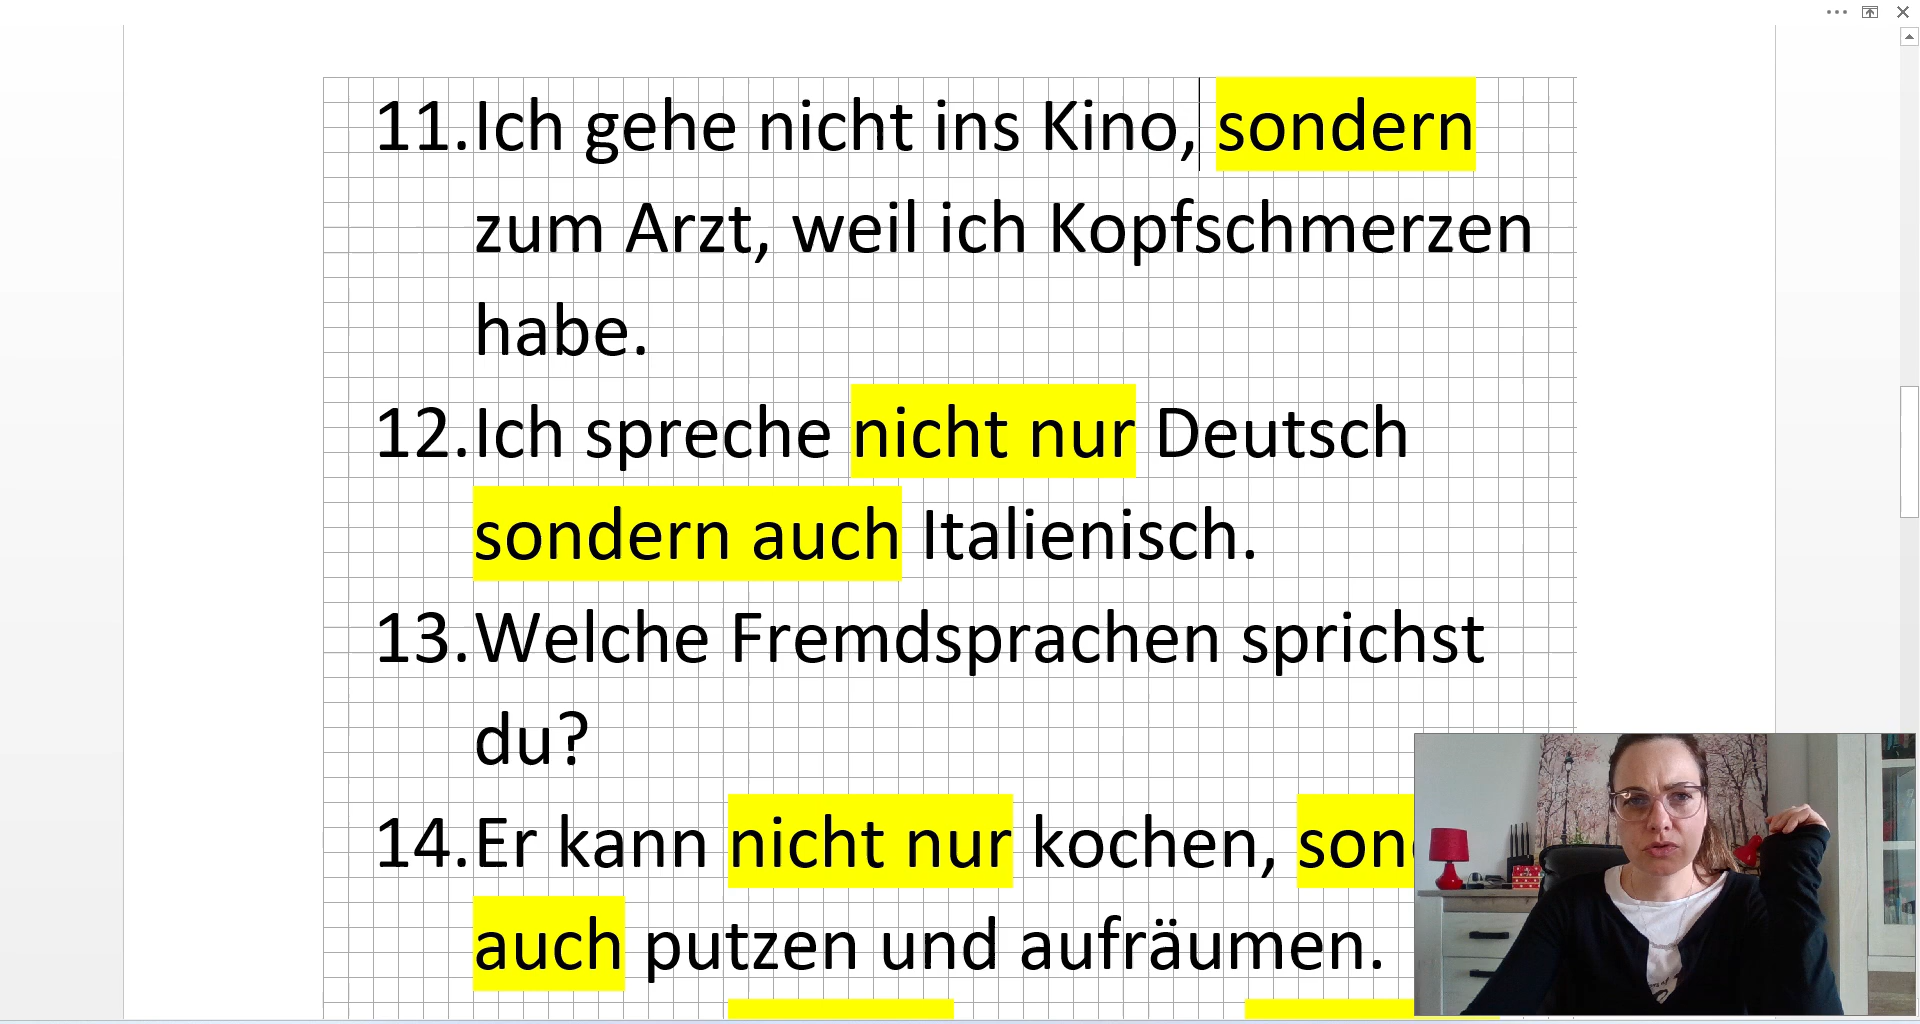 11.Ich gehe nicht ins Kino, sondern
zum Arzt, weil ich Kopfschmerzen
habe.
12.Ich spreche nicht nur Deutsch
sondern auch Italienisch.
13.Welche Fremdsprachen sprichst
du?
14.Er kann nicht nur kochen,
auch putzen und aufräumen.